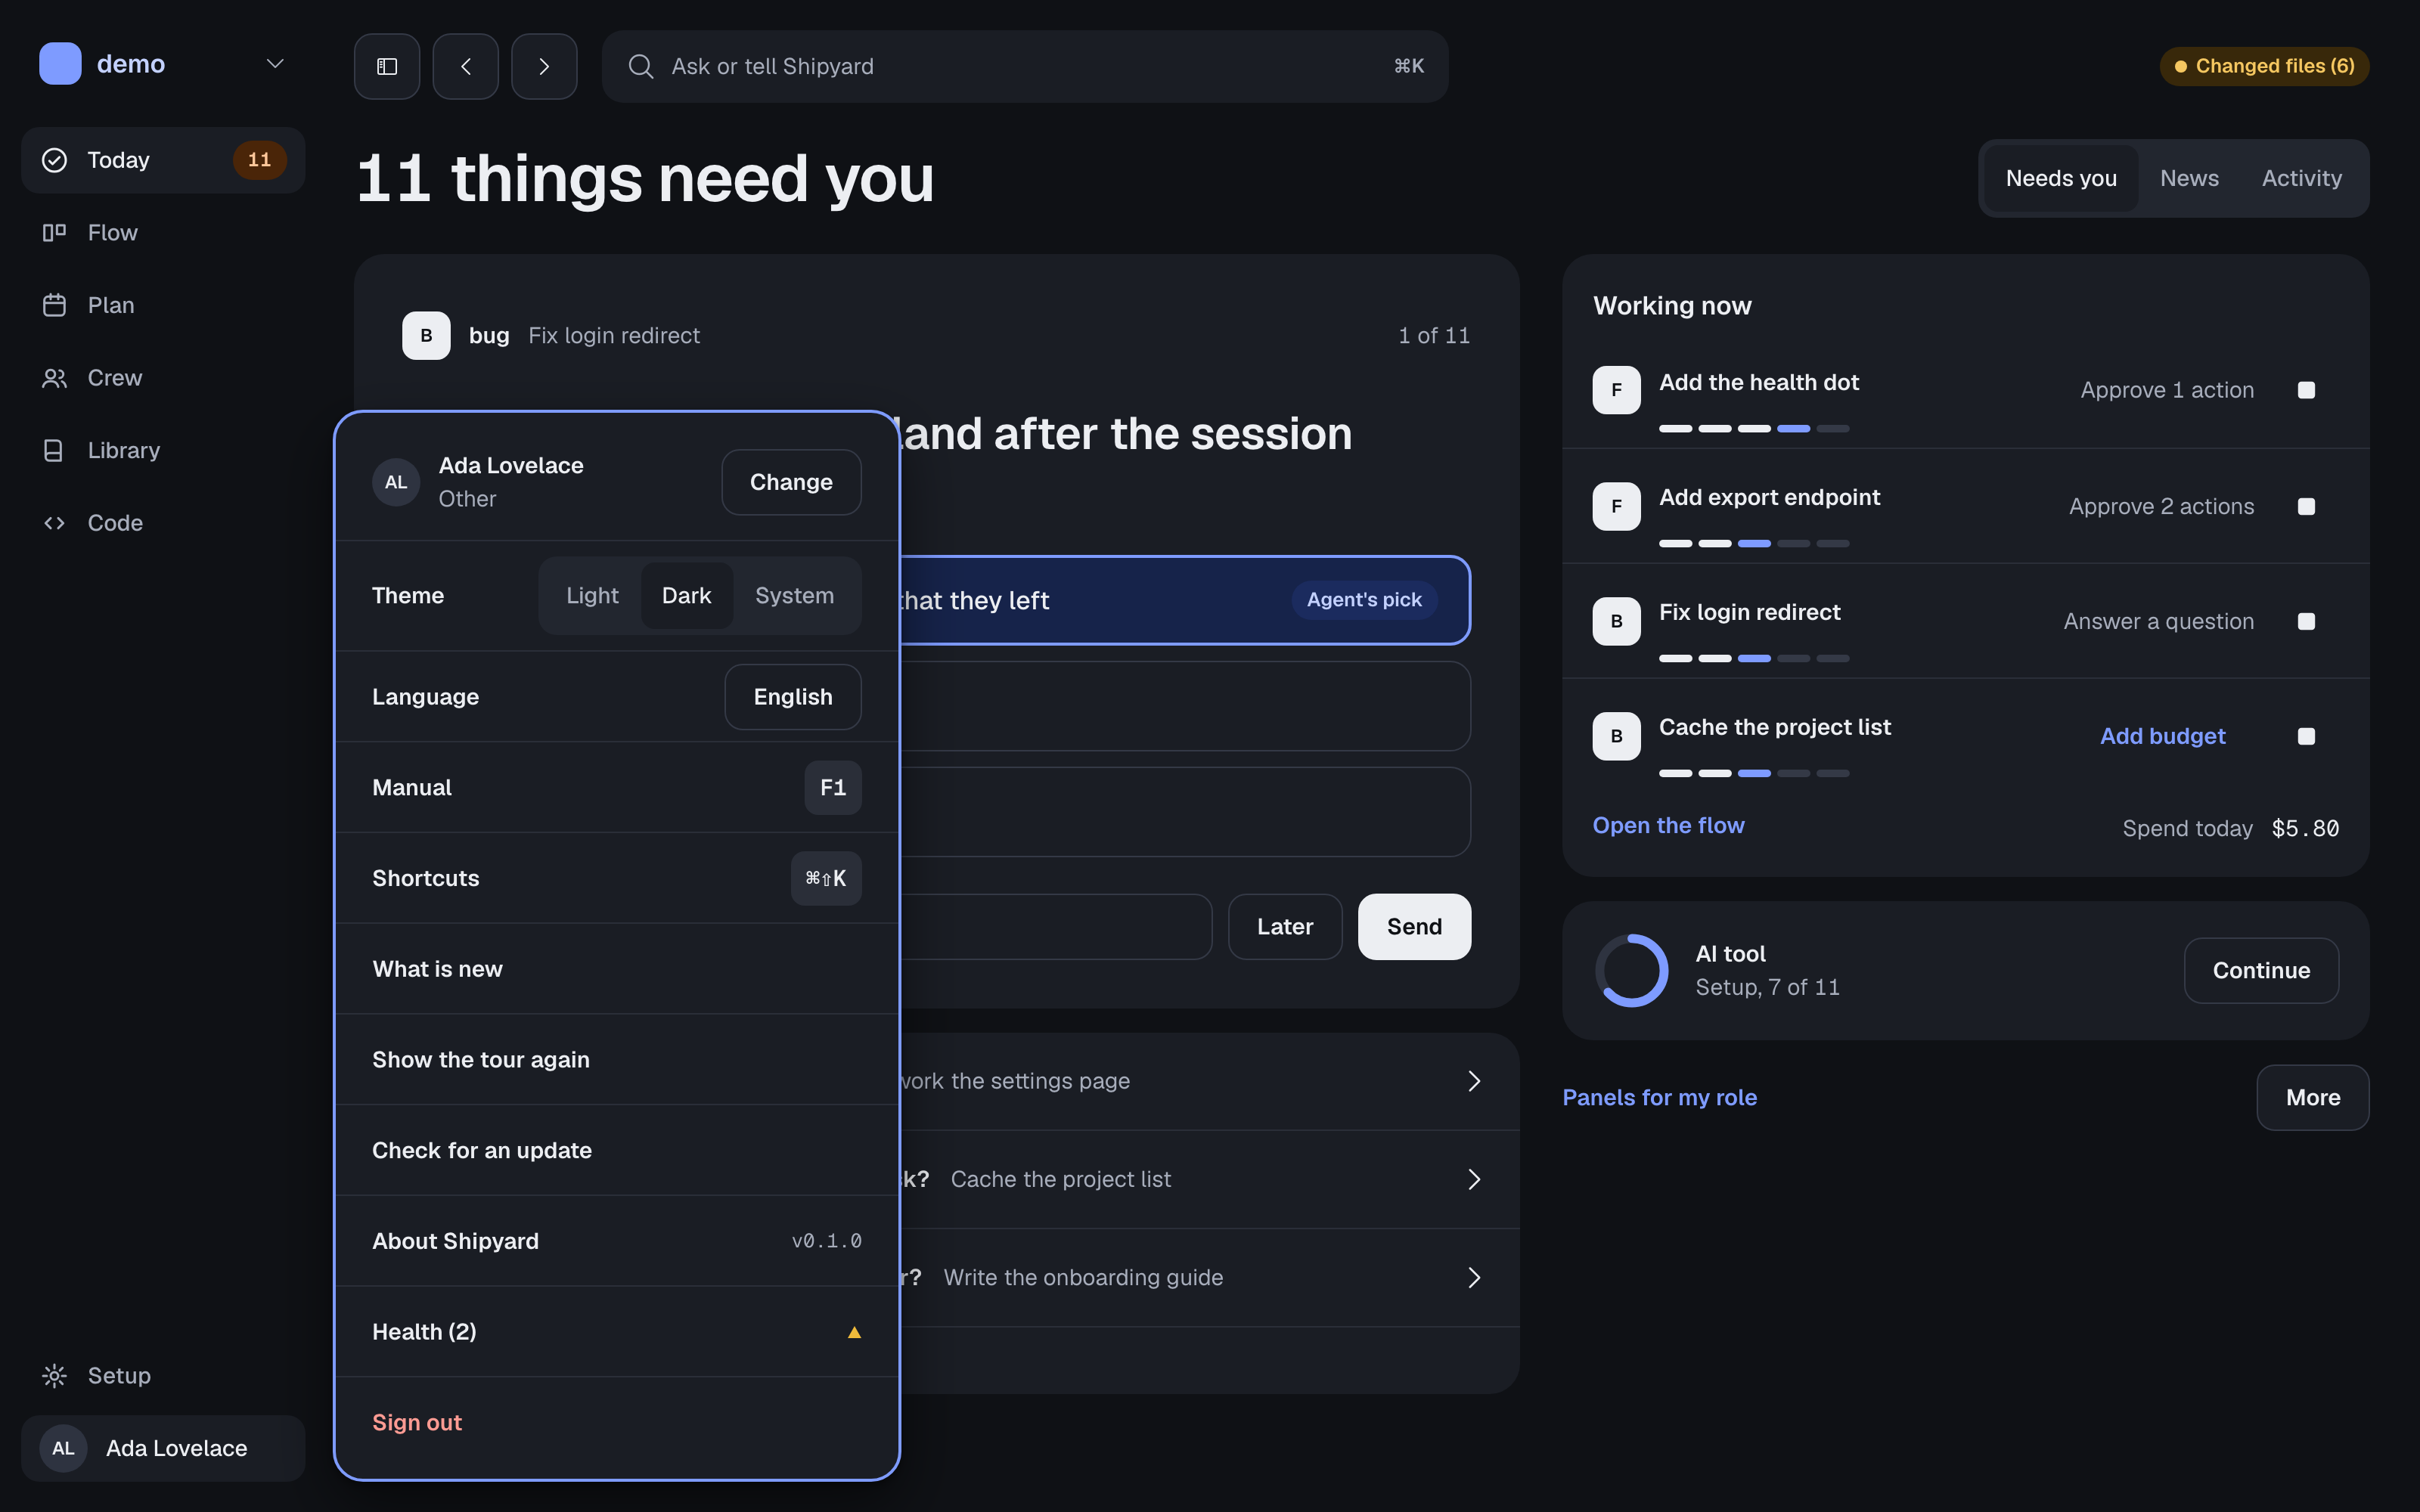 demo
Ask or tell Shipyard
⌘K
Changed files (6)
Today
11
Flow
Plan
Crew
Library
Code
Setup
AL
Ada Lovelace
11 things need you
Needs you
News
Activity
B
bug
Fix login redirect
1 of 11
land after the session
that they left
Agent's pick
Later
Send
work the settings page
Cache the project list
Write the onboarding guide
AL
Ada Lovelace
Other
Change
Theme
Light
Dark
System
Language
English
Manual
F1
Shortcuts
⌘⇧K
What is new
Show the tour again
Check for an update
About Shipyard
v0.1.0
Health (2)
Sign out
Working now
F
Add the health dot
Approve 1 action
F
Add export endpoint
Approve 2 actions
B
Fix login redirect
Answer a question
B
Cache the project list
Add budget
Open the flow
Spend today
$5.80
AI tool
Setup, 7 of 11
Continue
Panels for my role
More